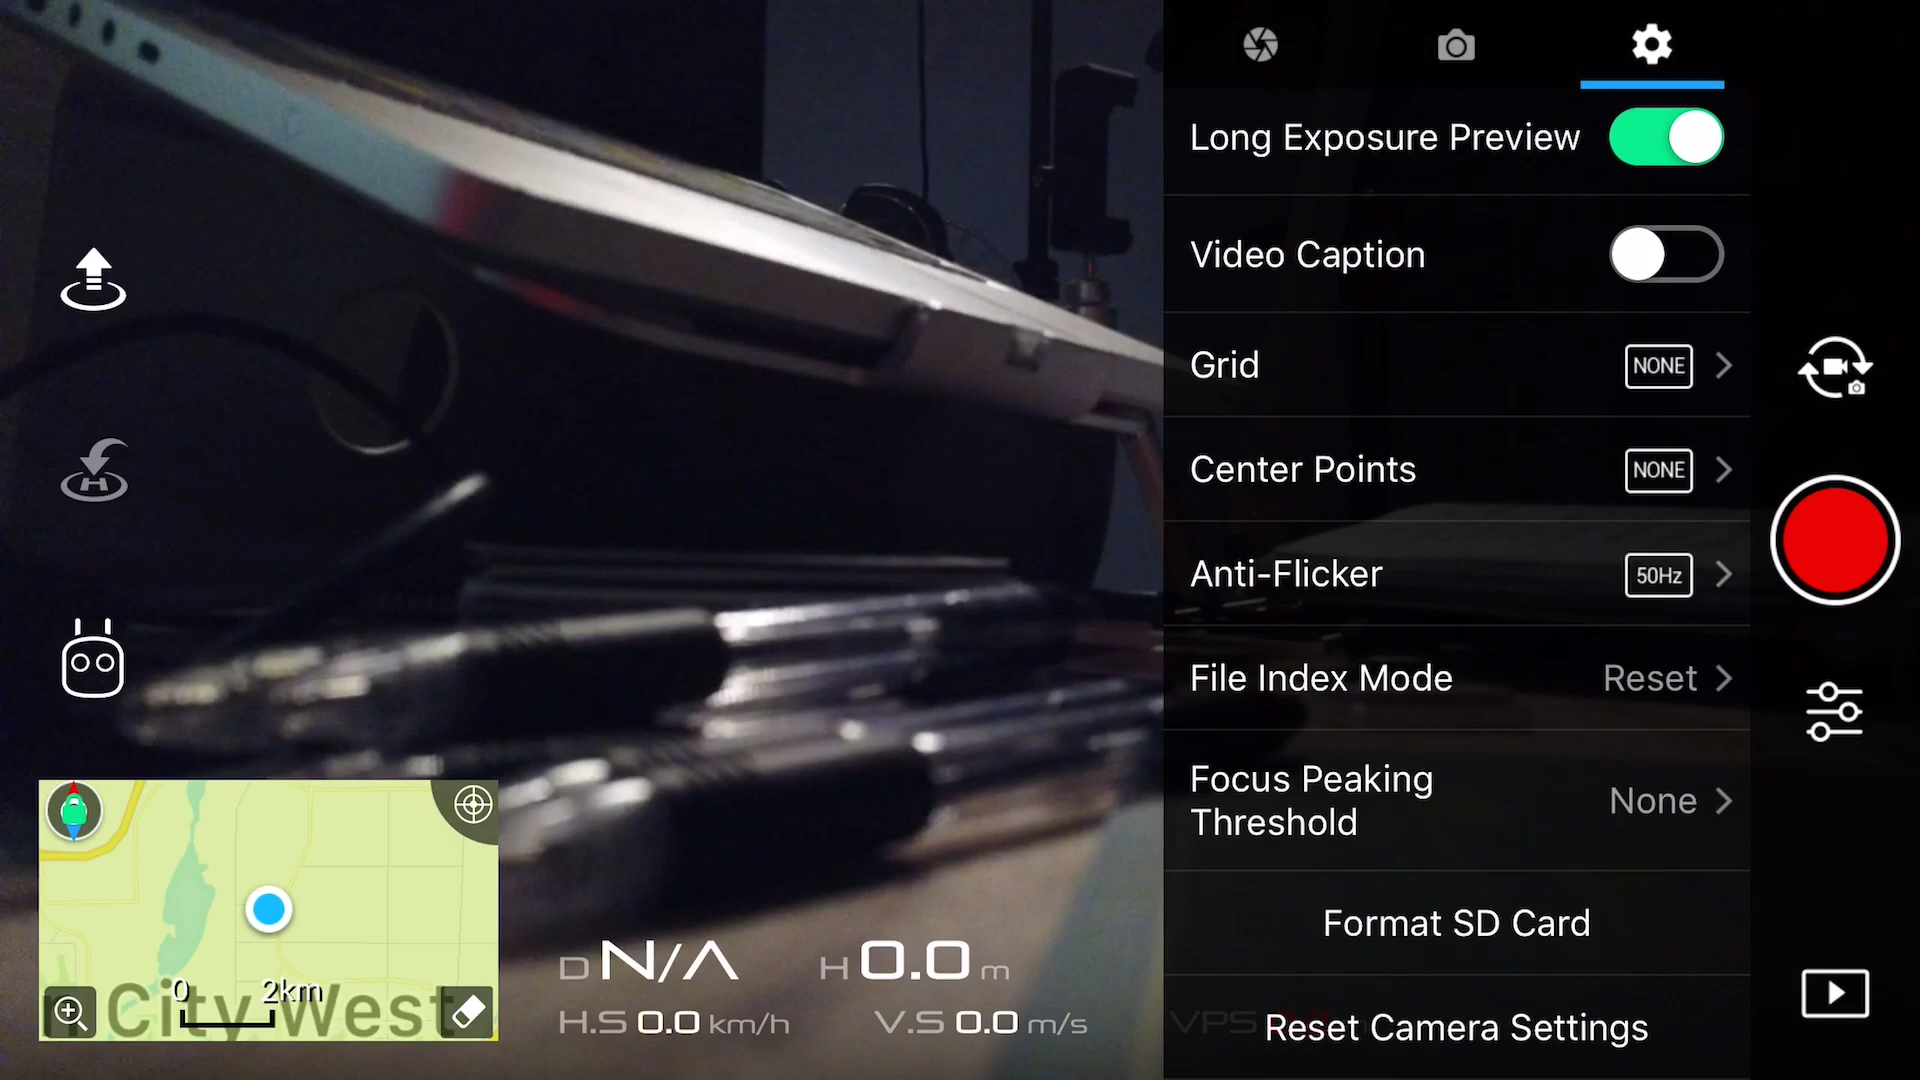 Long Exposure Preview
Video Caption
Grid NONE
Center Points NONE
Anti-Flicker 50Hz
File Index Mode Reset
Focus Peaking
Threshold None
Format SD Card
Reset Camera Settings
0 2km
n City West
D N/A H 0.0 m
H.S 0.0 km/h V.S 0.0 m/s VPS
H